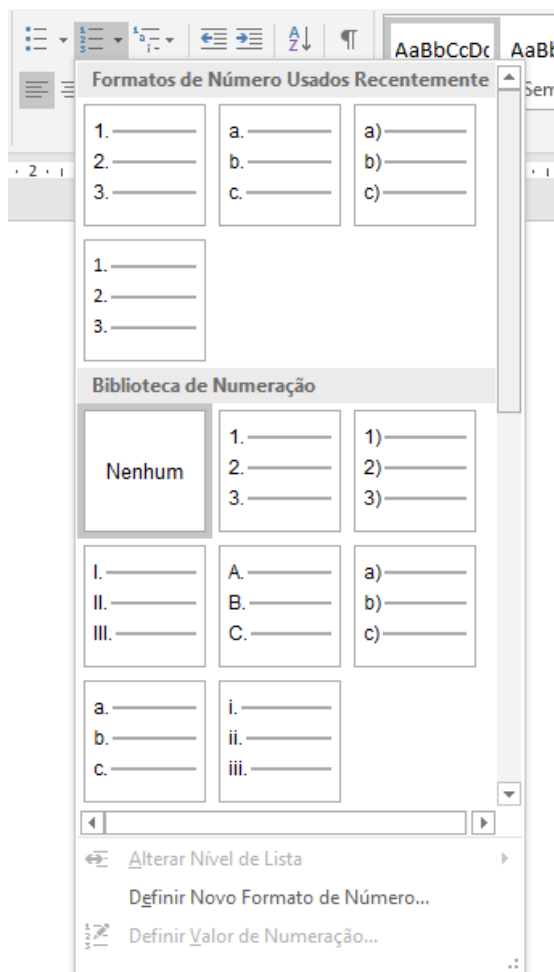 AaBbCcDc AaBb
Formatos de Número Usados Recentemente
Sem
· 2 · ı
1. a. a)
2. b. b)
3. c. c)
1.
2.
3.
Biblioteca de Numeração
Nenhum
1. 1)
2. 2)
3. 3)
I. A. a)
II. B. b)
III. C. c)
a. i.
b. ii.
c. iii.
Alterar Nível de Lista
Definir Novo Formato de Número...
Definir Valor de Numeração...